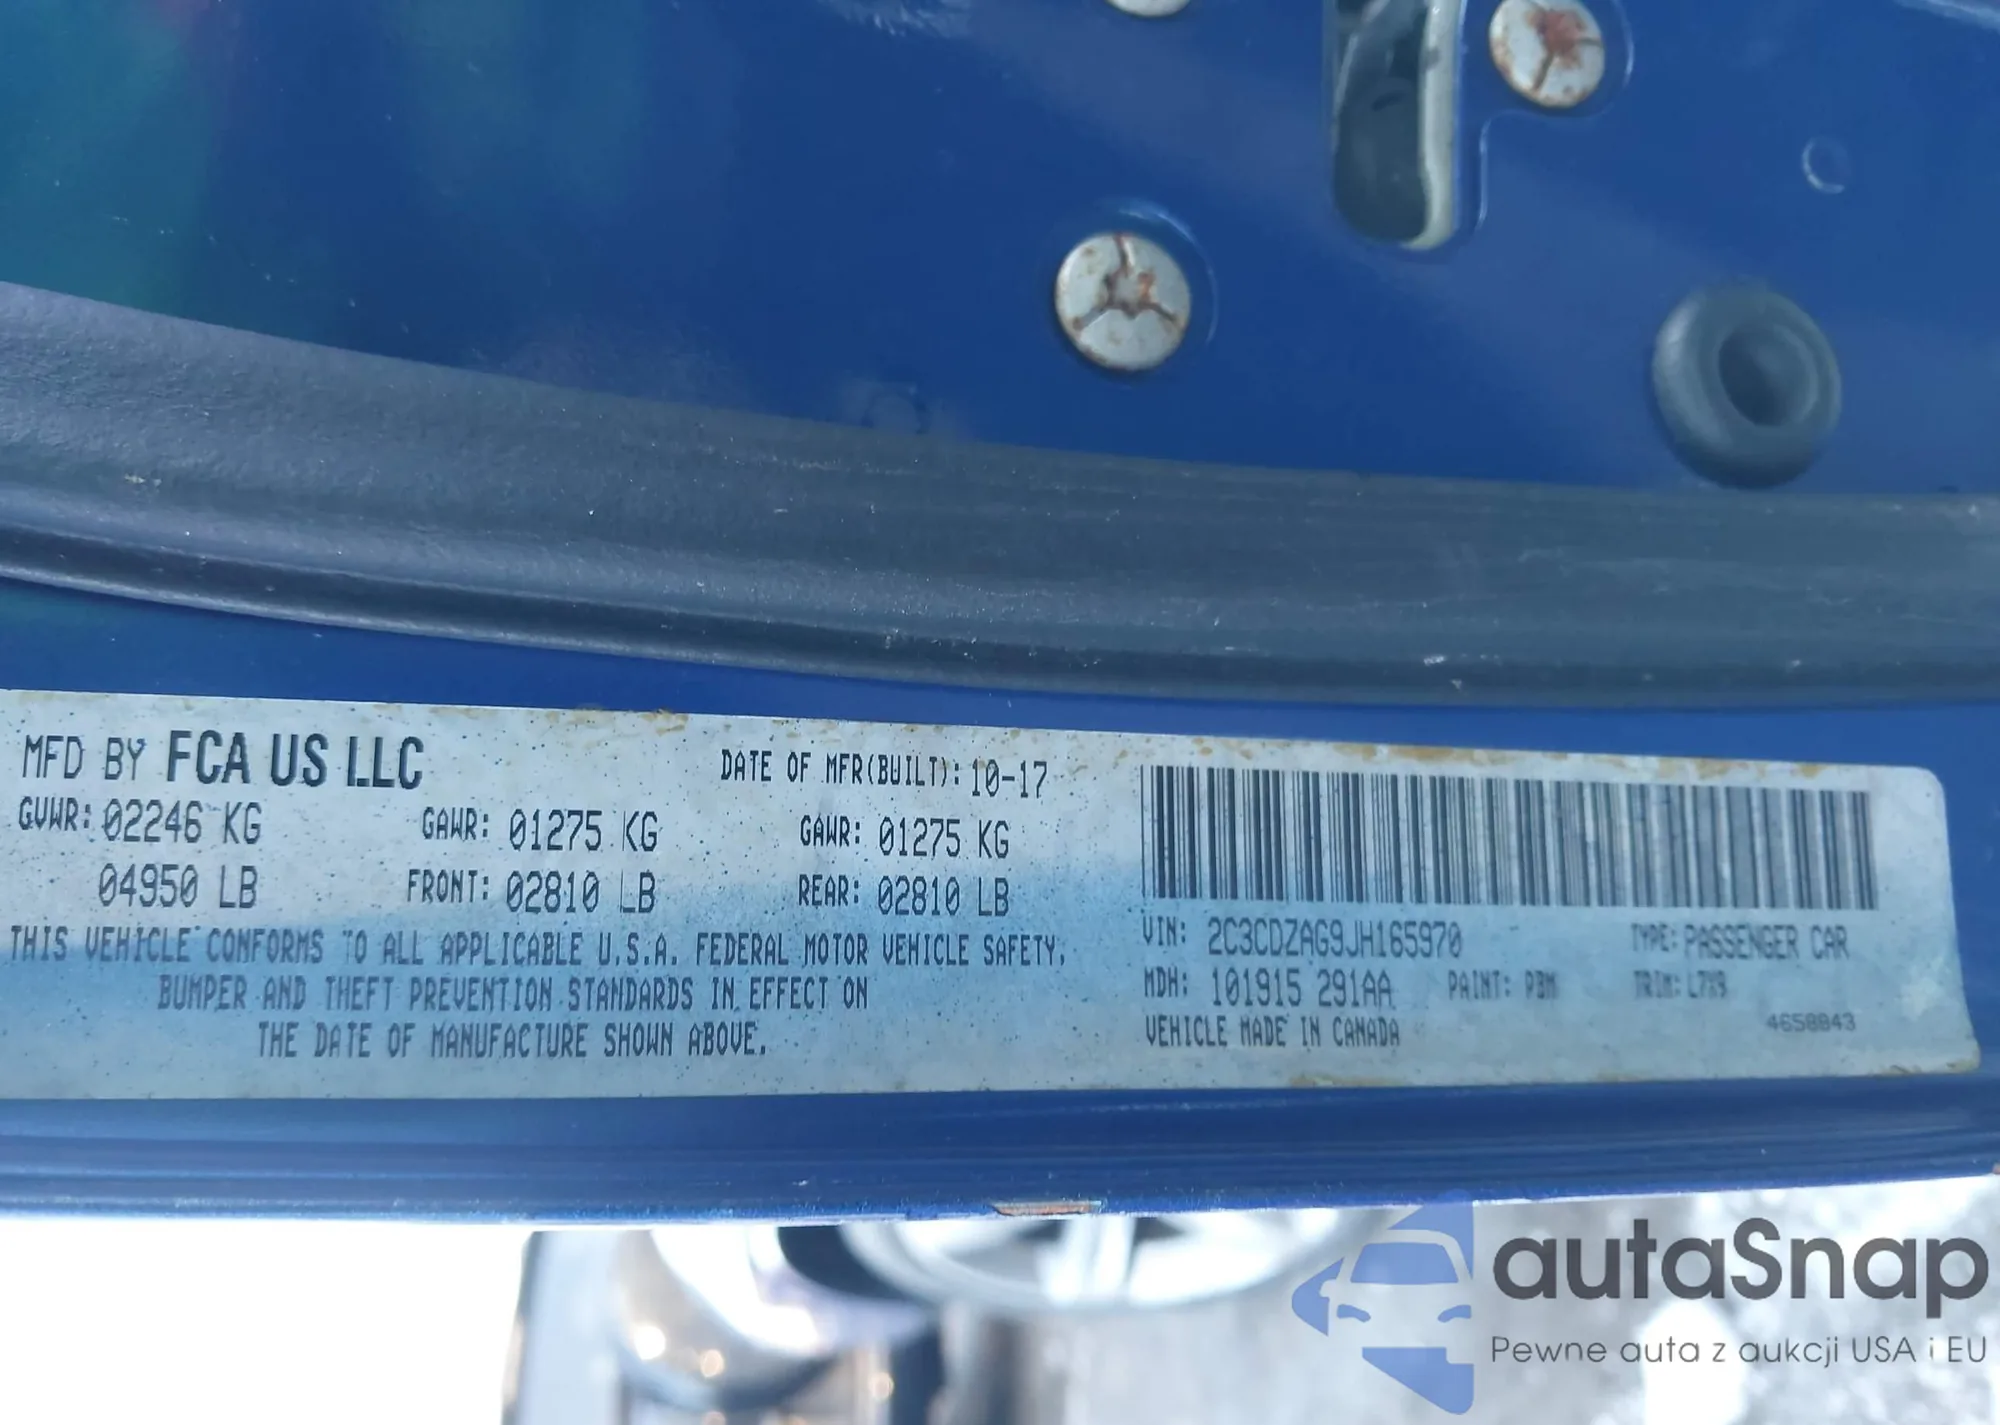 MFD BY FCA US LLC
DATE OF MFR(BUILT): 10-17
GVWR: 02246 KG GAWR: 01275 KG GAWR: 01275 KG
04950 LB FRONT: 02810 LB REAR: 02810 LB
THIS VEHICLE CONFORMS TO ALL APPLICABLE U.S.A. FEDERAL MOTOR VEHICLE SAFETY,
BUMPER AND THEFT PREVENTION STANDARDS IN EFFECT ON
THE DATE OF MANUFACTURE SHOWN ABOVE.
VIN: 2C3CDZAG9JH165970 TYPE: PASSENGER CAR
MDH: 101915 291AA PAINT: PBM TRIM: L7X9
VEHICLE MADE IN CANADA
4658843
autaSnap
Pewne auta z aukcji USA i EU